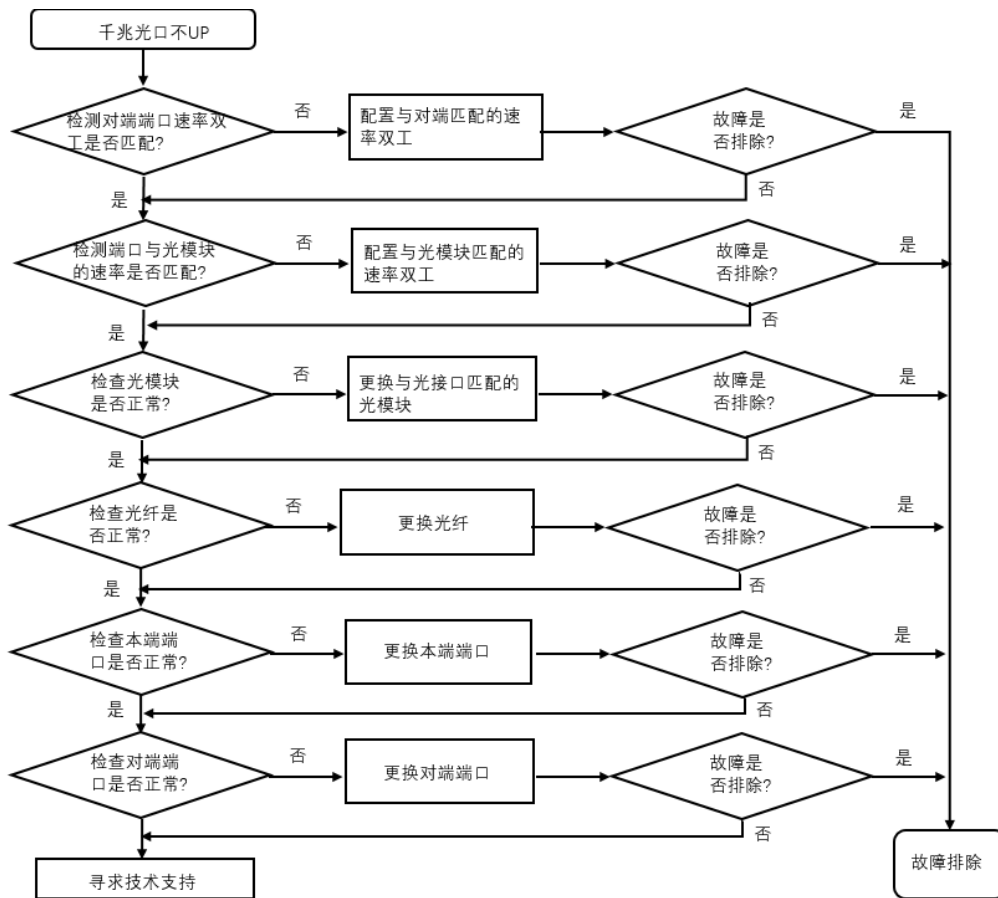 千兆光口不UP
检测对端端口速率双
工是否匹配?
否
配置与对端匹配的速
率双工
故障是
否排除?
是
否
是
检测端口与光模块
的速率是否匹配?
否
配置与光模块匹配
的速率双工
故障是
否排除?
是
否
是
检查光模块
是否正常?
否
更换与光接口匹配的
光模块
故障是
否排除?
是
否
是
检查光纤是
否正常?
否
更换光纤
故障是
否排除?
是
否
是
检查本端端
口是否正常?
否
更换本端端口
故障是
否排除?
是
否
是
检查对端端
口是否正常?
否
更换对端端口
故障是
否排除?
是
否
寻求技术支持
故障排除